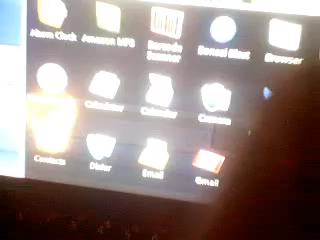 Alarm Clock Amazon MP3 Barcode Scanner Bonsai Blast Browser
Calculator Calendar Camera
Contacts Dialer Email Gmail